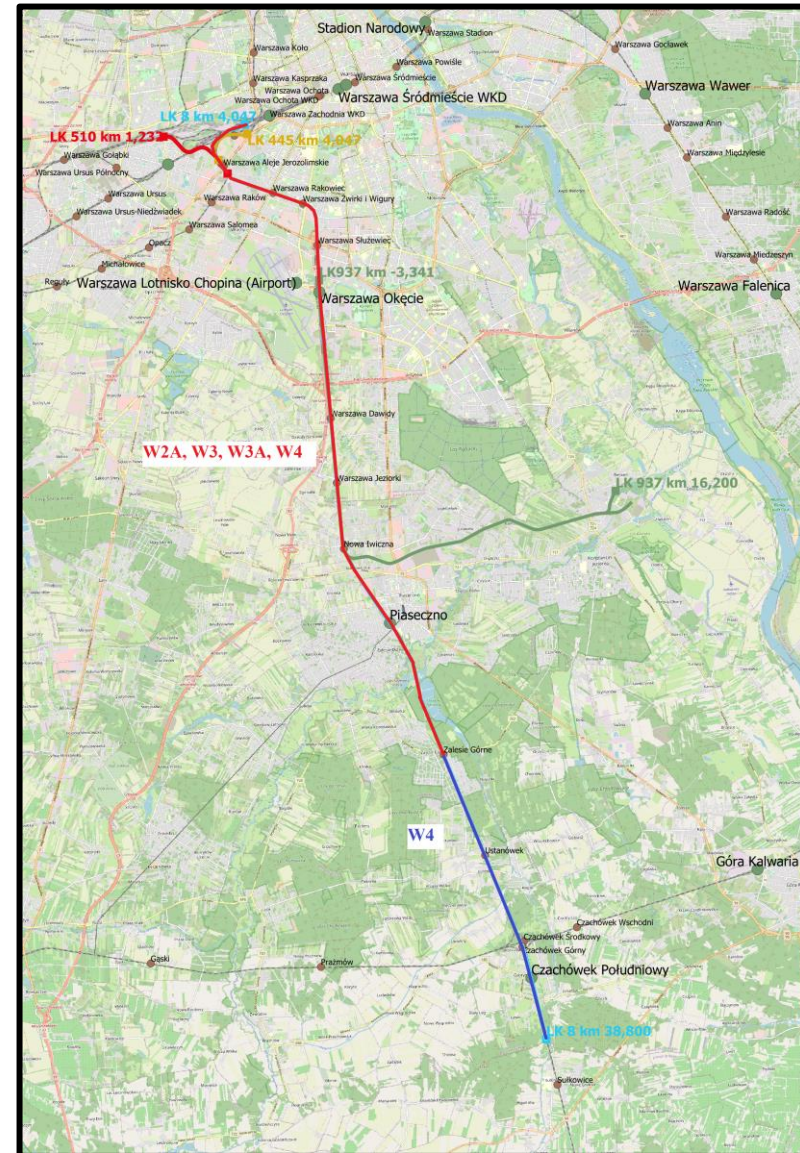 Stadion Narodowy
Warszawa Stadion
Warszawa Koło
Warszawa Gocławek
Warszawa Powiśle
Warszawa Kasprzaka
Warszawa Śródmieście
Warszawa Ochota
Warszawa Wawer
Warszawa Ochota WKD
Warszawa Śródmieście WKD
Warszawa Zachodnia WKD
LK 8 km 4,047
Warszawa Anin
LK 510 km 1,232
LK 445 km 4,047
Warszawa Gołąbki
Warszawa Międzylesie
Warszawa Aleje Jerozolimskie
Warszawa Ursus Północny
Warszawa Rakowiec
Warszawa Ursus
Warszawa Raków
Warszawa Żwirki i Wigury
Warszawa Ursus-Niedźwiadek
Warszawa Radość
Warszawa Salomea
Opacz
Warszawa Służewiec
Warszawa Miedzeszyn
Michałowice
LK937 km -3,341
Reguły
Warszawa Lotnisko Chopina (Airport)
Warszawa Falenica
Warszawa Okęcie
Warszawa Dawidy
W2A, W3, W3A, W4
Warszawa Jeziorki
LK 937 km 16,200
Nowa Iwiczna
Piaseczno
Zalesie Górne
W4
Ustanówek
Góra Kalwaria
Czachówek Wschodni
Czachówek Środkowy
Czachówek Górny
Gąski
Prażmów
Czachówek Południowy
LK 8 km 38,800
Sułkowice